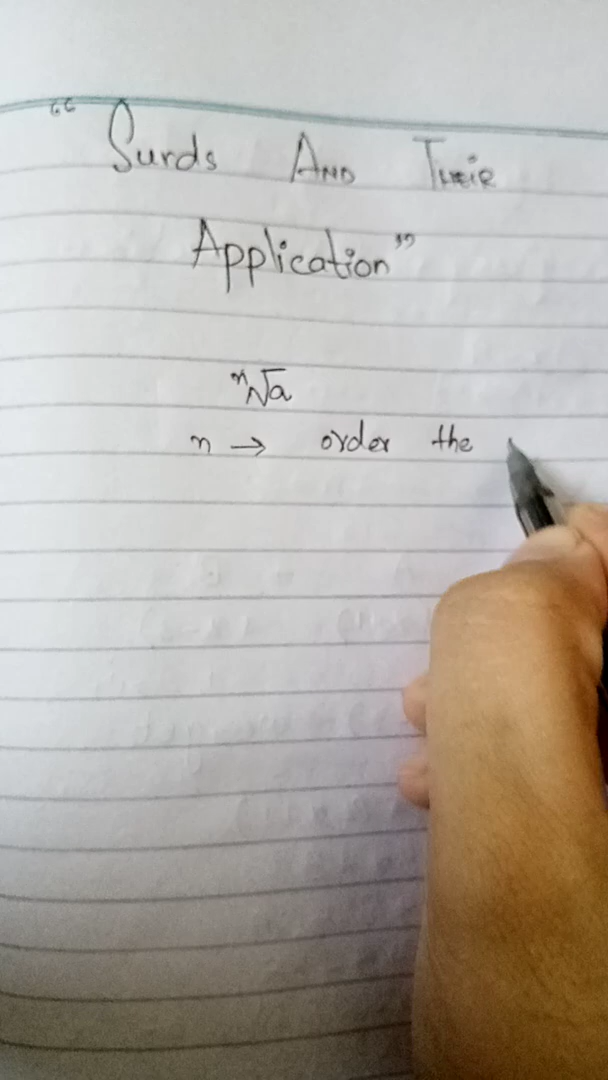 “Surds AND THEIR
Application”
ⁿ√a
n → order the